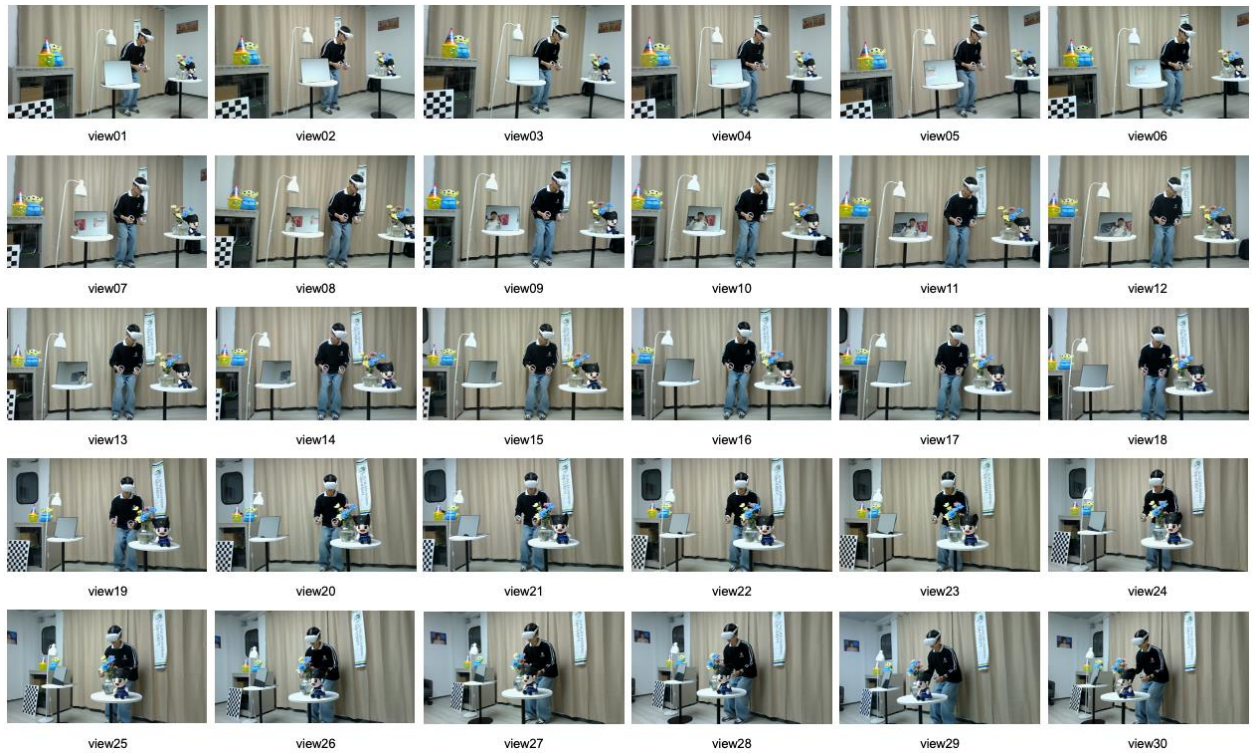 view01 view02 view03 view04 view05 view06
view07 view08 view09 view10 view11 view12
view13 view14 view15 view16 view17 view18
view19 view20 view21 view22 view23 view24
view25 view26 view27 view28 view29 view30